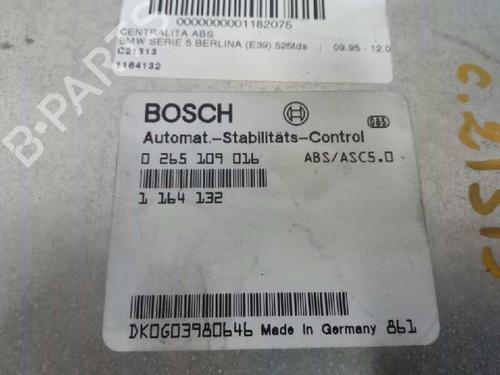 0000000001182075
CENTRALITA ABS
BMW SERIE 5 BERLINA (E39) 525tds | 09.95 - 12.0
C21313
1164132
BOSCH
Automat.-Stabilitäts-Control
0 265 109 016 ABS/ASC5.0
1 164 132
DK0G03980646 Made in Germany 861